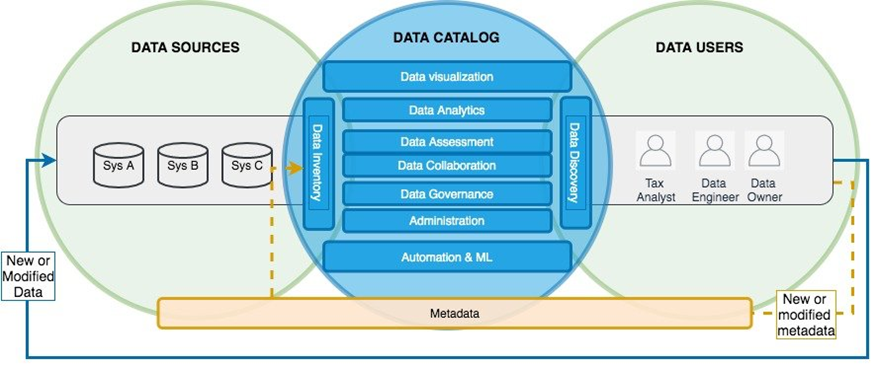 DATA SOURCES
DATA CATALOG
DATA USERS
Data visualization
Data Analytics
Data Assessment
Data Collaboration
Data Governance
Administration
Automation & ML
Data Inventory
Data Discovery
Sys A
Sys B
Sys C
Tax
Analyst
Data
Engineer
Data
Owner
New or
Modified
Data
Metadata
New or
modified
metadata